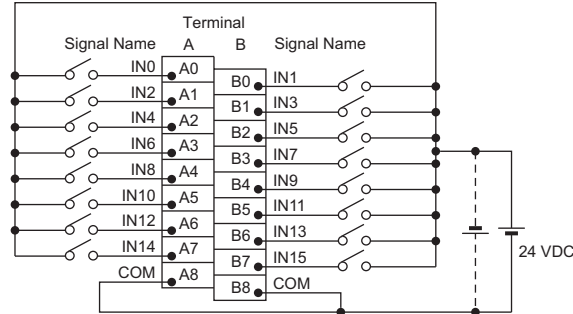 Terminal
Signal Name A B Signal Name
IN0 A0 B0 IN1
IN2 A1 B1 IN3
IN4 A2 B2 IN5
IN6 A3 B3 IN7
IN8 A4 B4 IN9
IN10 A5 B5 IN11
IN12 A6 B6 IN13
IN14 A7 B7 IN15
COM A8 B8 COM
24 VDC